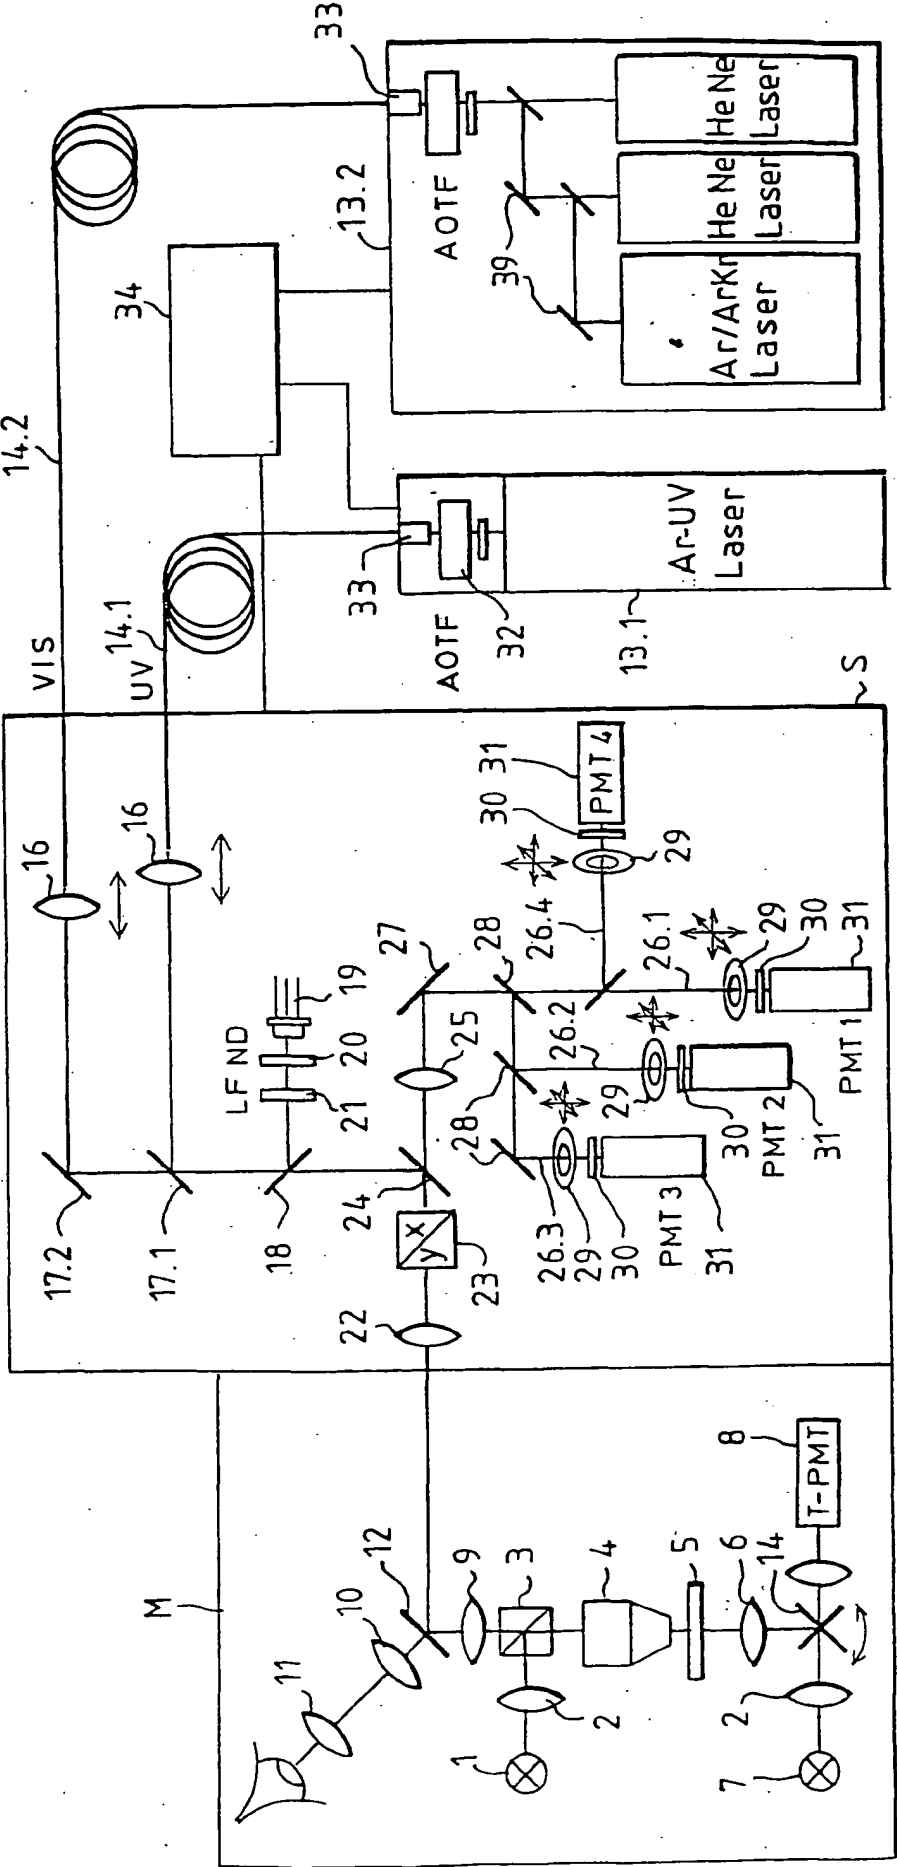 M
11
10
12
9
3
4
5
6
14
8
T-PMT
1
2
7
2
17.2
17.1
18
16
16
LF ND
19
20
21
22
23
y x
24
25
27
28
28
26.3
26.2
26.1
26.4
29
30
31
PMT 3
29
30
31
PMT 2
29
30
31
PMT 1
29
30
31
PMT 4
S
VIS
UV
14.2
14.1
34
33
32
AOTF
13.1
Ar-UV
Laser
33
13.2
AOTF
39
Ar/ArKr
Laser
HeNe
Laser
HeNe
Laser